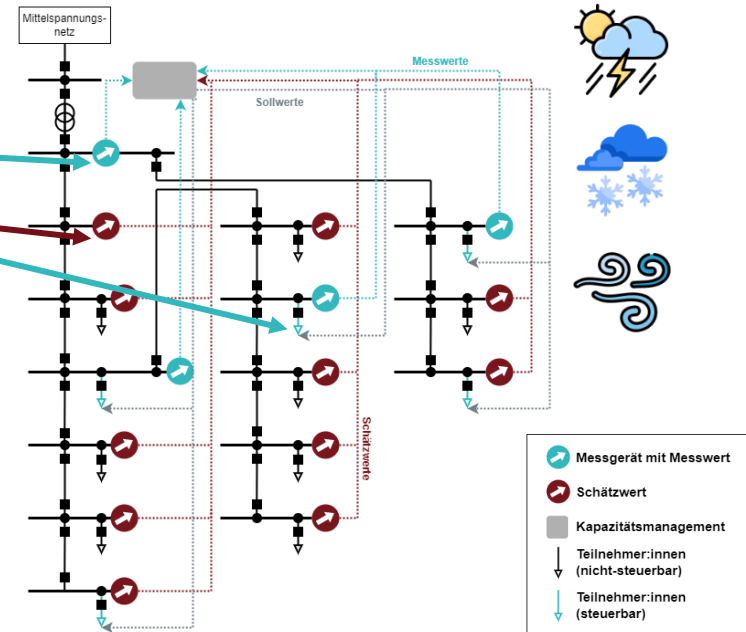 Mittelspannungs-
netz
Messwerte
Sollwerte
Schätzwerte
Messgerät mit Messwert
Schätzwert
Kapazitätsmanagement
Teilnehmer:innen
(nicht-steuerbar)
Teilnehmer:innen
(steuerbar)